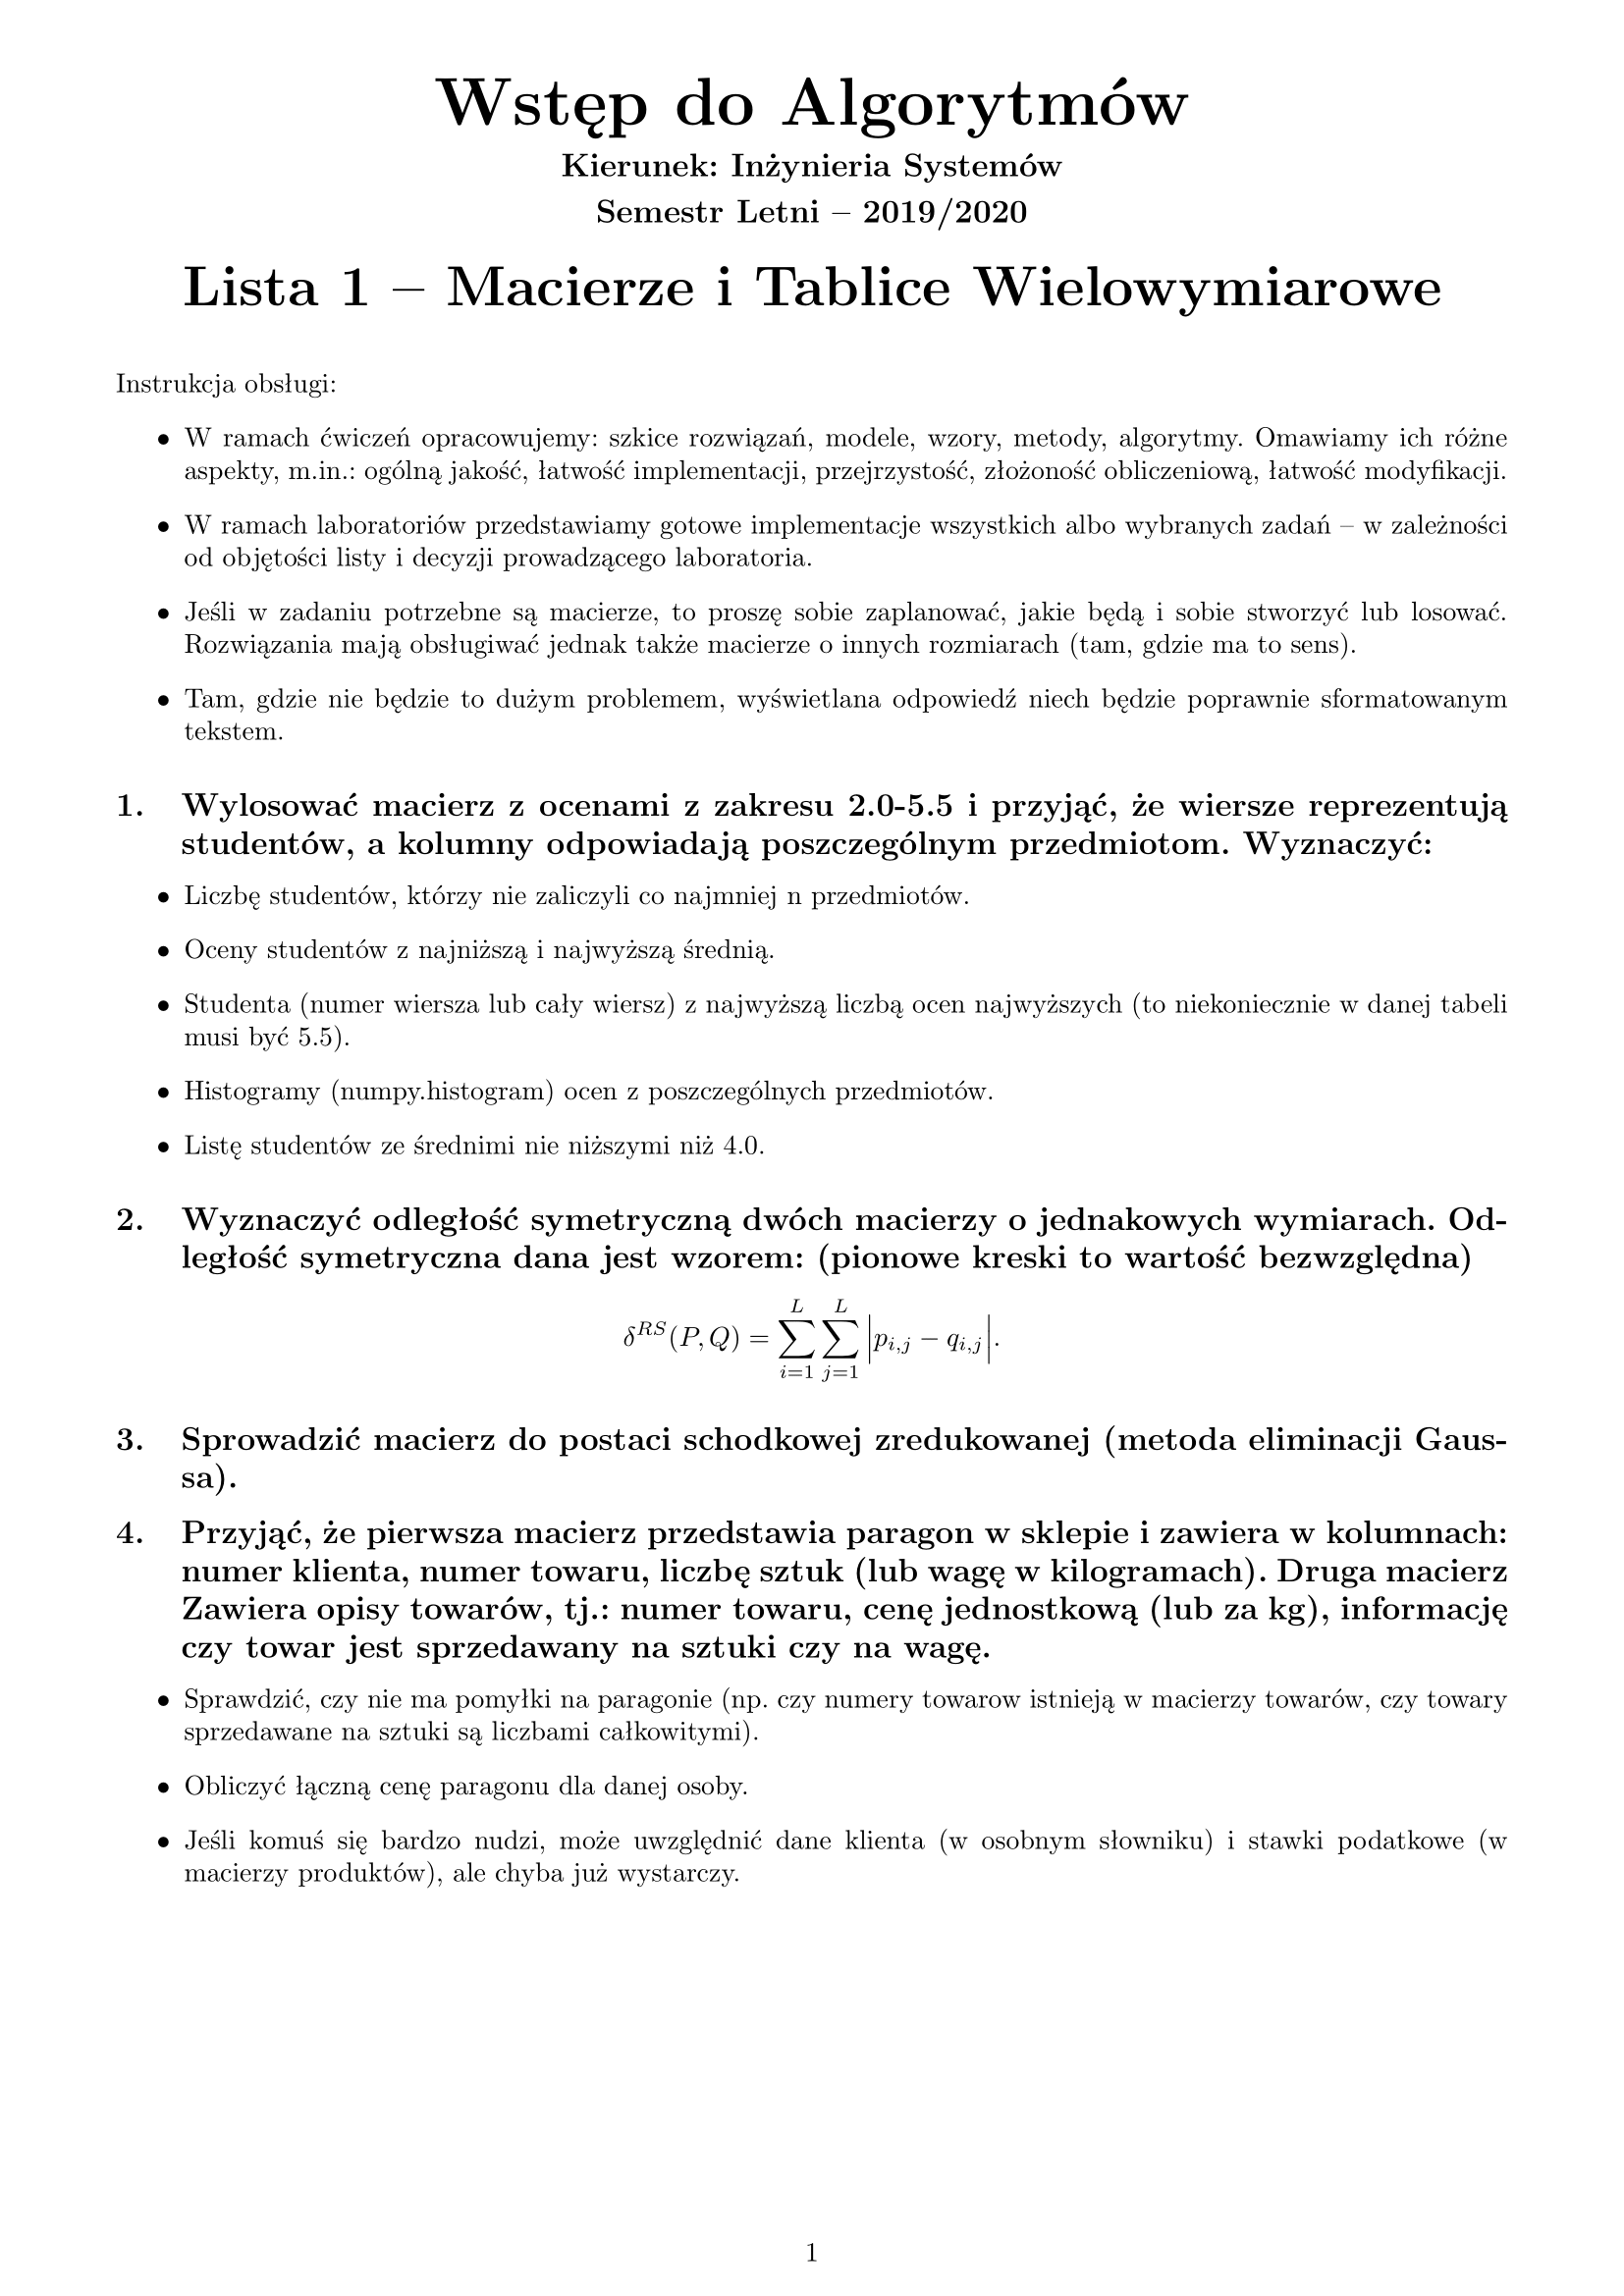 Wstęp do Algorytmów
Kierunek: Inżynieria Systemów
Semestr Letni – 2019/2020
Lista 1 – Macierze i Tablice Wielowymiarowe
Instrukcja obsługi:
• W ramach ćwiczeń opracowujemy: szkice rozwiązań, modele, wzory, metody, algorytmy. Omawiamy ich różne
aspekty, m.in.: ogólną jakość, łatwość implementacji, przejrzystość, złożoność obliczeniową, łatwość modyfikacji.
• W ramach laboratoriów przedstawiamy gotowe implementacje wszystkich albo wybranych zadań – w zależności
od objętości listy i decyzji prowadzącego laboratoria.
• Jeśli w zadaniu potrzebne są macierze, to proszę sobie zaplanować, jakie będą i sobie stworzyć lub losować.
Rozwiązania mają obsługiwać jednak także macierze o innych rozmiarach (tam, gdzie ma to sens).
• Tam, gdzie nie będzie to dużym problemem, wyświetlana odpowiedź niech będzie poprawnie sformatowanym
tekstem.
1. Wylosować macierz z ocenami z zakresu 2.0-5.5 i przyjąć, że wiersze reprezentują
studentów, a kolumny odpowiadają poszczególnym przedmiotom. Wyznaczyć:
• Liczbę studentów, którzy nie zaliczyli co najmniej n przedmiotów.
• Oceny studentów z najniższą i najwyższą średnią.
• Studenta (numer wiersza lub cały wiersz) z najwyższą liczbą ocen najwyższych (to niekoniecznie w danej tabeli
musi być 5.5).
• Histogramy (numpy.histogram) ocen z poszczególnych przedmiotów.
• Listę studentów ze średnimi nie niższymi niż 4.0.
2. Wyznaczyć odległość symetryczną dwóch macierzy o jednakowych wymiarach. Od-
ległość symetryczna dana jest wzorem: (pionowe kreski to wartość bezwzględna)
$\delta^{RS}(P,Q) = \sum_{i=1}^{L} \sum_{j=1}^{L} \left| p_{i,j} - q_{i,j} \right|.$
3. Sprowadzić macierz do postaci schodkowej zredukowanej (metoda eliminacji Gaus-
sa).
4. Przyjąć, że pierwsza macierz przedstawia paragon w sklepie i zawiera w kolumnach:
numer klienta, numer towaru, liczbę sztuk (lub wagę w kilogramach). Druga macierz
Zawiera opisy towarów, tj.: numer towaru, cenę jednostkową (lub za kg), informację
czy towar jest sprzedawany na sztuki czy na wagę.
• Sprawdzić, czy nie ma pomyłki na paragonie (np. czy numery towarow istnieją w macierzy towarów, czy towary
sprzedawane na sztuki są liczbami całkowitymi).
• Obliczyć łączną cenę paragonu dla danej osoby.
• Jeśli komuś się bardzo nudzi, może uwzględnić dane klienta (w osobnym słowniku) i stawki podatkowe (w
macierzy produktów), ale chyba już wystarczy.
1